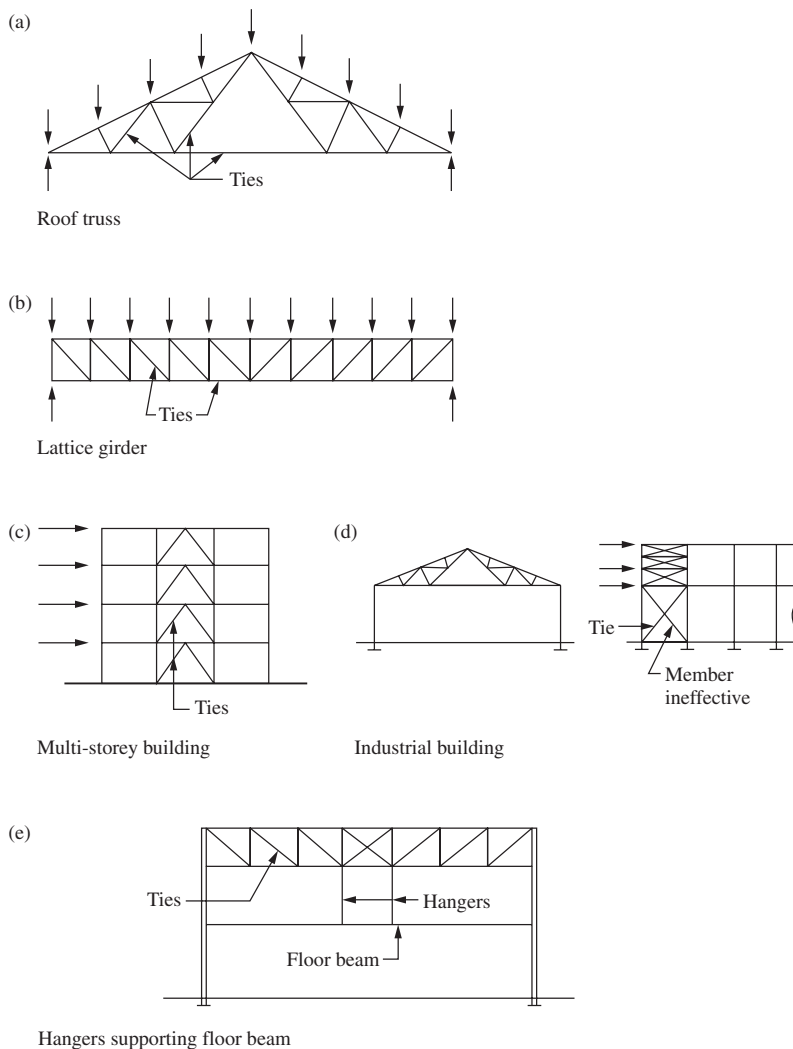 (a)
Ties
Roof truss
(b)
Ties
Lattice girder
(c)
(d)
Tie
Member
ineffective
Ties
Multi-storey building
Industrial building
(e)
Ties
Hangers
Floor beam
Hangers supporting floor beam